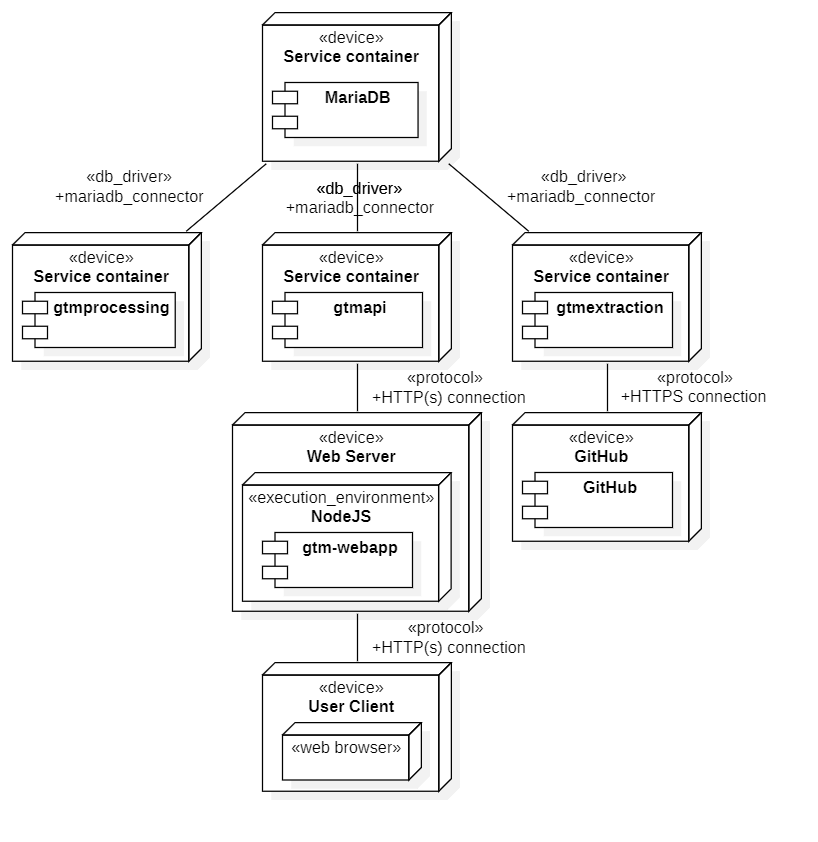 «device»
Service container
MariaDB
«db_driver»
+mariadb_connector
«db_driver»
+mariadb_connector
«db_driver»
+mariadb_connector
«device»
Service container
gtmprocessing
«device»
Service container
gtmapi
«device»
Service container
gtmextraction
«protocol»
+HTTP(s) connection
«protocol»
+HTTPS connection
«device»
Web Server
«execution_environment»
NodeJS
gtm-webapp
«device»
GitHub
GitHub
«protocol»
+HTTP(s) connection
«device»
User Client
«web browser»